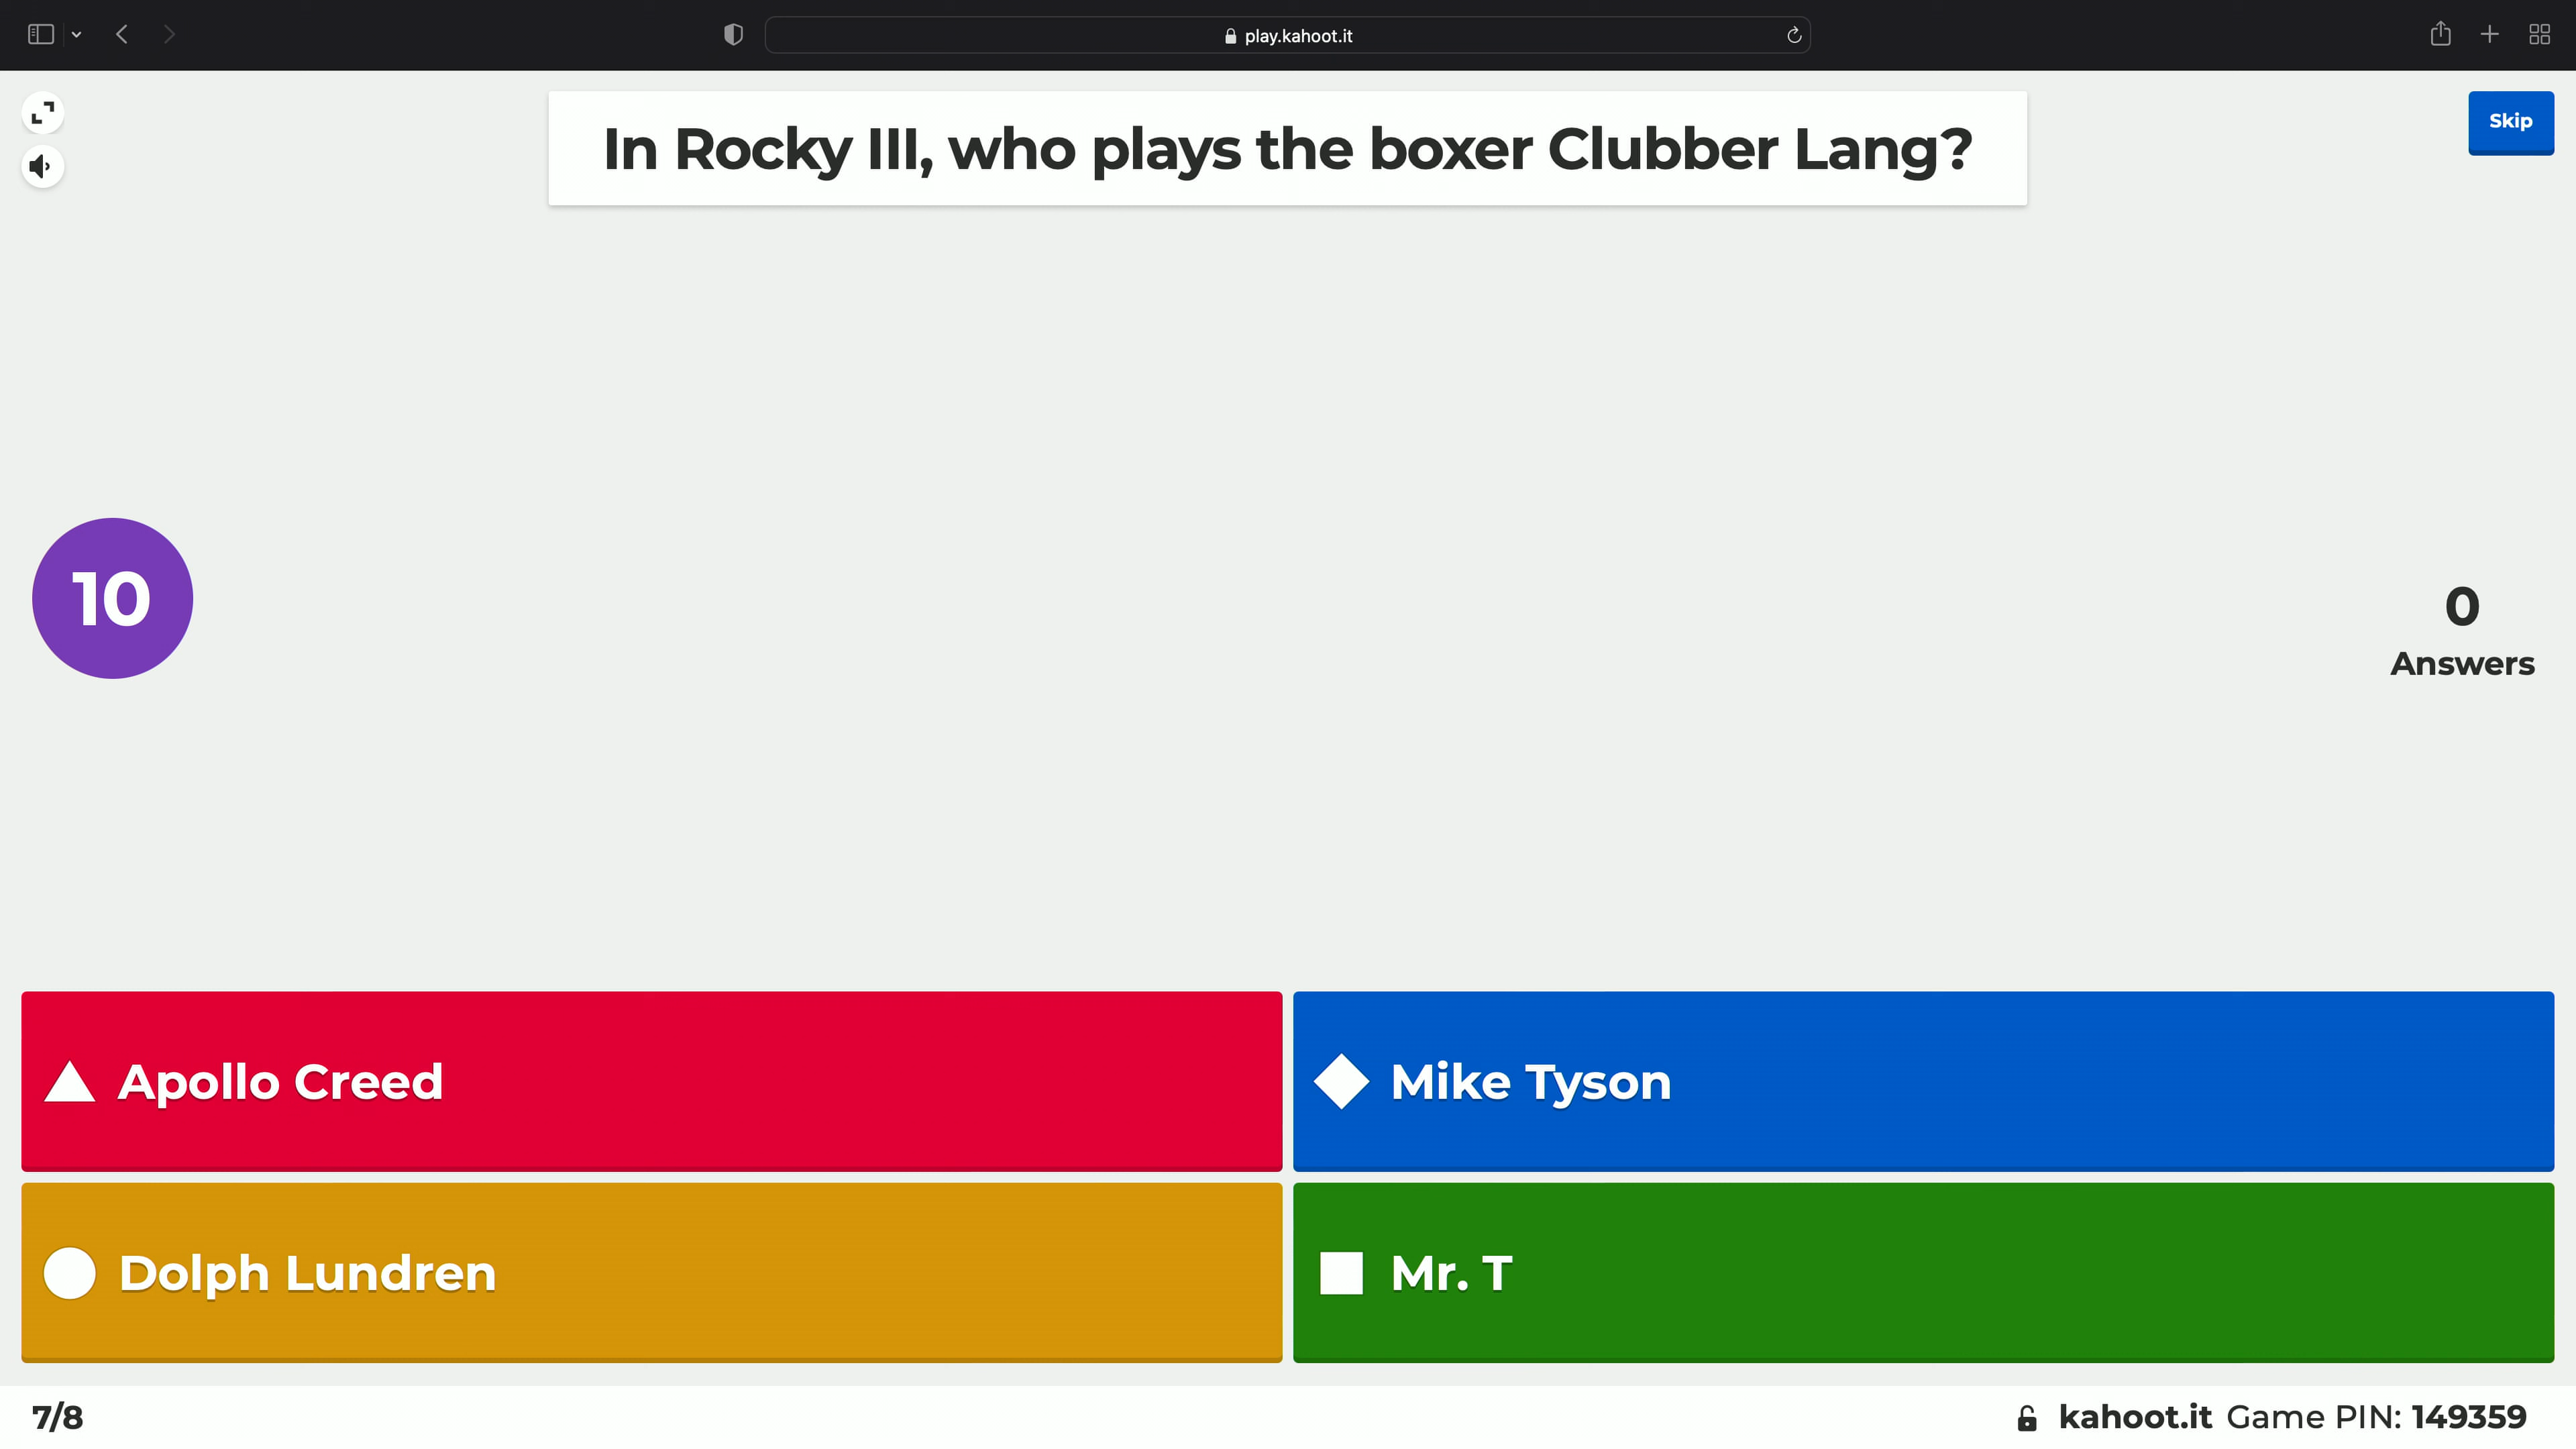 play.kahoot.it
In Rocky III, who plays the boxer Clubber Lang?
Skip
10
0
Answers
Apollo Creed
Mike Tyson
Dolph Lundren
Mr. T
7/8
kahoot.it Game PIN: 149359